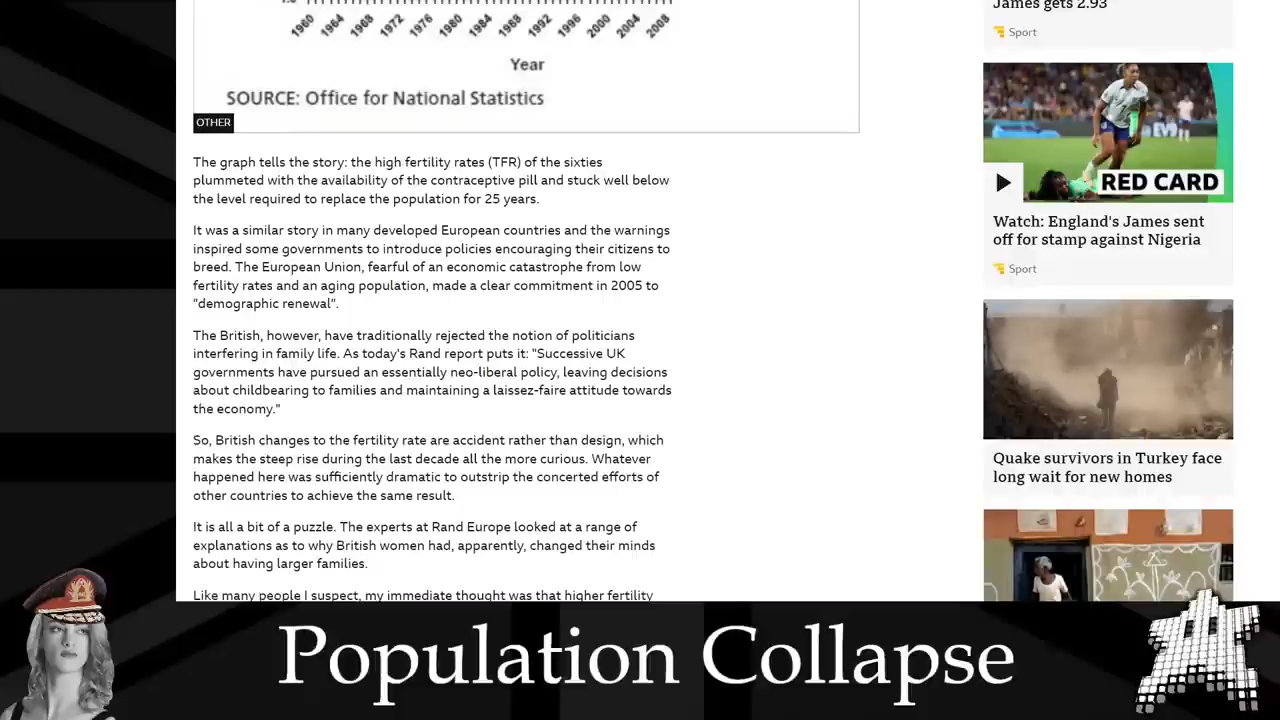 1960 1964 1968 1972 1976 1980 1984 1988 1992 1996 2000 2004 2008
Year
SOURCE: Office for National Statistics
OTHER
The graph tells the story: the high fertility rates (TFR) of the sixties
plummeted with the availability of the contraceptive pill and stuck well below
the level required to replace the population for 25 years.
It was a similar story in many developed European countries and the warnings
inspired some governments to introduce policies encouraging their citizens to
breed. The European Union, fearful of an economic catastrophe from low
fertility rates and an aging population, made a clear commitment in 2005 to
"demographic renewal".
The British, however, have traditionally rejected the notion of politicians
interfering in family life. As today's Rand report puts it: "Successive UK
governments have pursued an essentially neo-liberal policy, leaving decisions
about childbearing to families and maintaining a laissez-faire attitude towards
the economy."
So, British changes to the fertility rate are accident rather than design, which
makes the steep rise during the last decade all the more curious. Whatever
happened here was sufficiently dramatic to outstrip the concerted efforts of
other countries to achieve the same result.
It is all a bit of a puzzle. The experts at Rand Europe looked at a range of
explanations as to why British women had, apparently, changed their minds
about having larger families.
Like many people I suspect, my immediate thought was that higher fertility
James gets 2.93
Sport
RED CARD
Watch: England's James sent
off for stamp against Nigeria
Sport
Quake survivors in Turkey face
long wait for new homes
Population Collapse